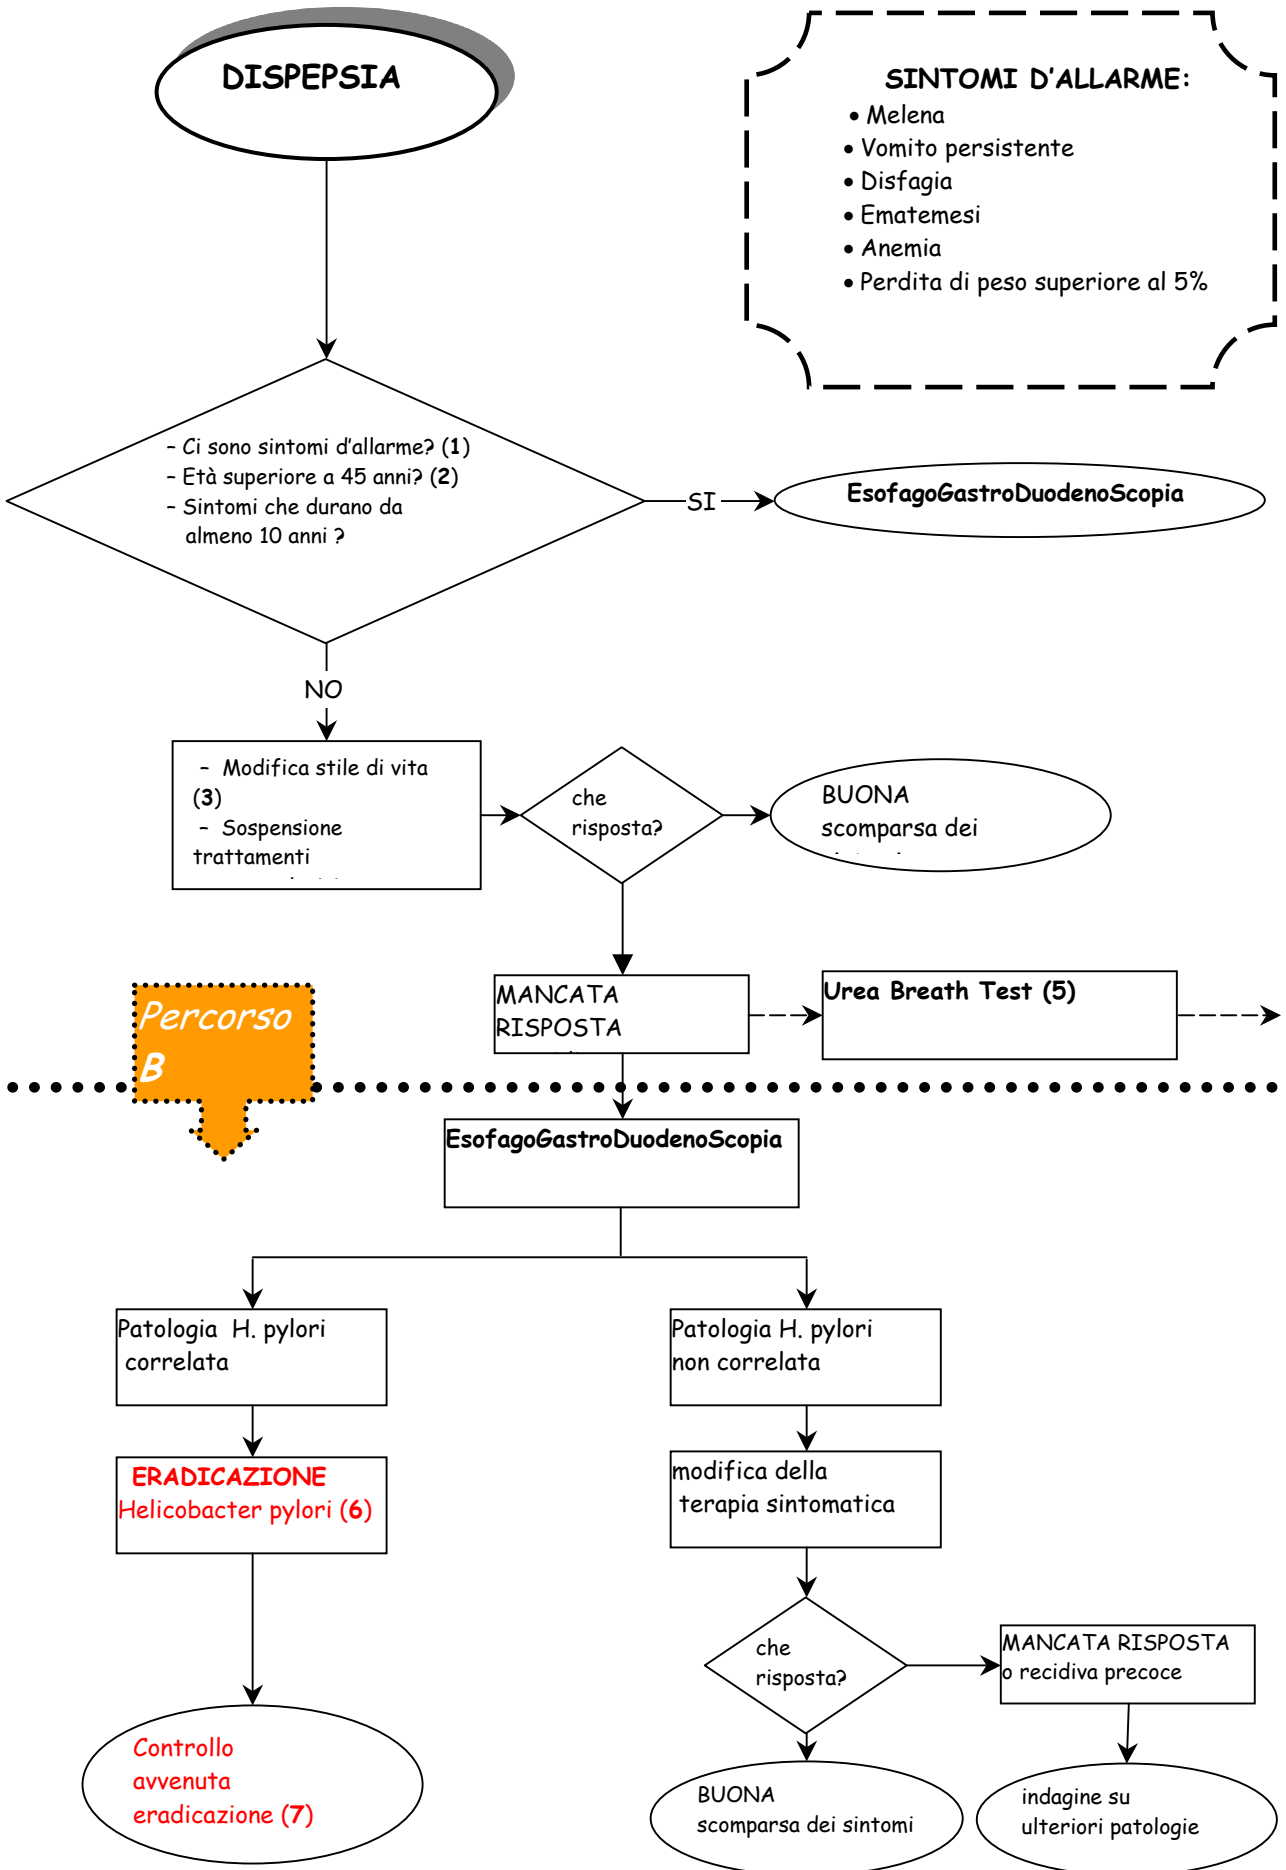 DISPEPSIA
SINTOMI D'ALLARME:
• Melena
• Vomito persistente
• Disfagia
• Ematemesi
• Anemia
• Perdita di peso superiore al 5%
– Ci sono sintomi d'allarme? (1)
– Età superiore a 45 anni? (2)
– Sintomi che durano da
almeno 10 anni ?
SI
EsofagoGastroDuodenoScopia
NO
– Modifica stile di vita
(3)
– Sospensione
trattamenti
che
risposta?
BUONA
scomparsa dei
MANCATA
RISPOSTA
Urea Breath Test (5)
Percorso
B
EsofagoGastroDuodenoScopia
Patologia H. pylori
correlata
Patologia H. pylori
non correlata
ERADICAZIONE
Helicobacter pylori (6)
modifica della
terapia sintomatica
che
risposta?
MANCATA RISPOSTA
o recidiva precoce
Controllo
avvenuta
eradicazione (7)
BUONA
scomparsa dei sintomi
indagine su
ulteriori patologie